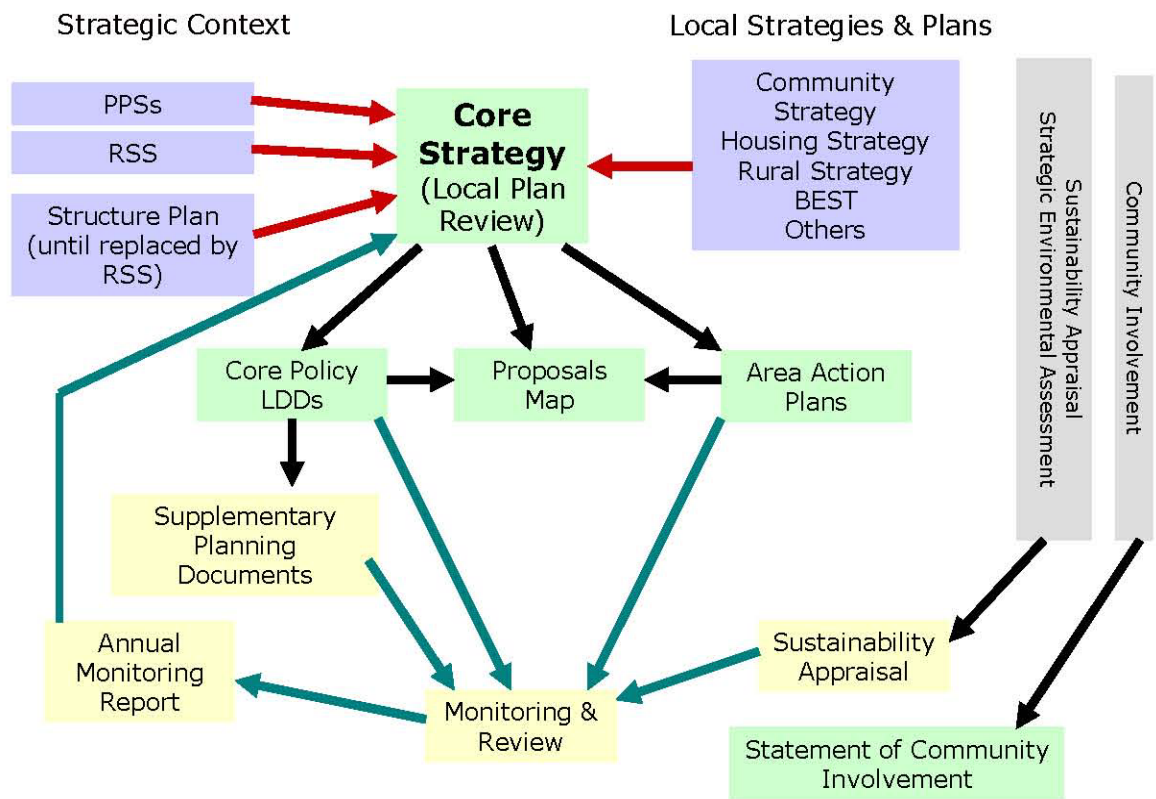 Strategic Context
Local Strategies & Plans
PPSs
RSS
Structure Plan
(until replaced by
RSS)
Core
Strategy
(Local Plan
Review)
Community
Strategy
Housing Strategy
Rural Strategy
BEST
Others
Sustainability Appraisal
Strategic Environmental Assessment
Community Involvement
Core Policy
LDDs
Proposals
Map
Area Action
Plans
Supplementary
Planning
Documents
Annual
Monitoring
Report
Monitoring &
Review
Sustainability
Appraisal
Statement of Community
Involvement